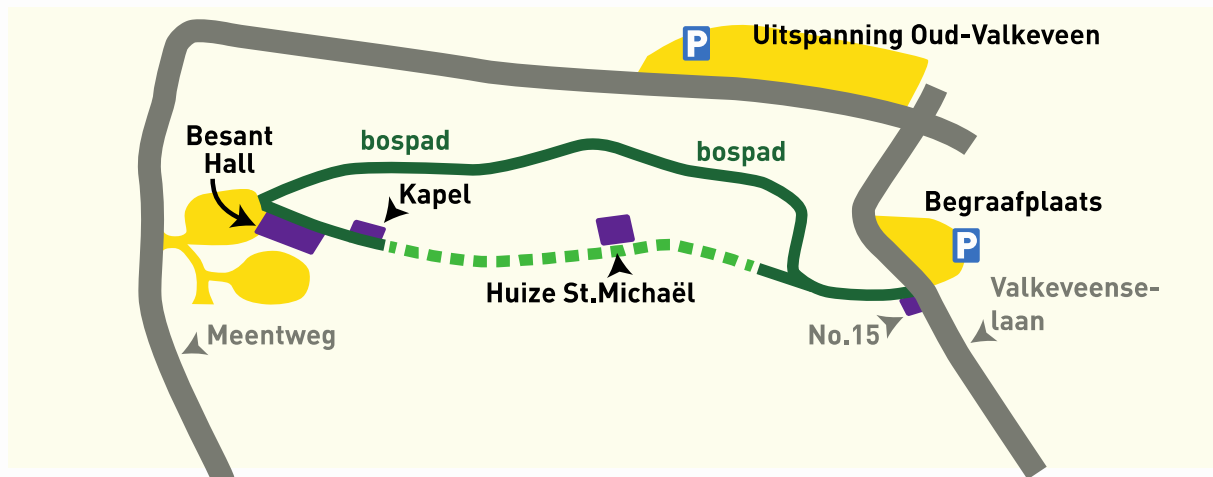 P
Uitspanning Oud-Valkeveen
Besant
Hall
bospad
bospad
Kapel
Begraafplaats
P
Huize St.Michaël
Valkeveense-
laan
No.15
Meentweg